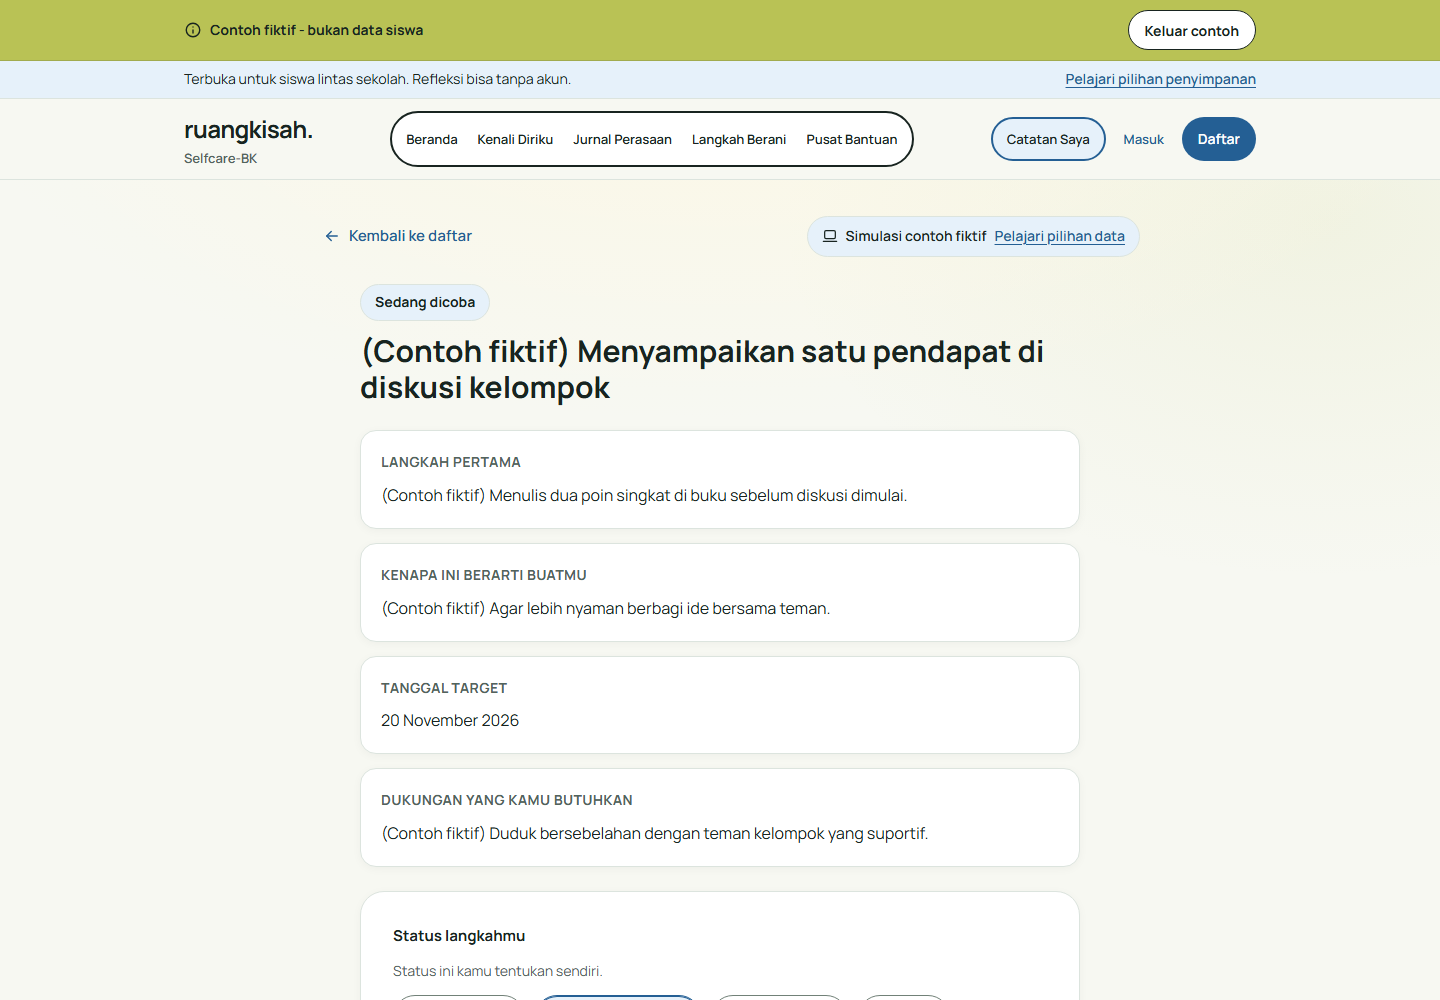 Contoh fiktif - bukan data siswa
Keluar contoh
Terbuka untuk siswa lintas sekolah. Refleksi bisa tanpa akun.
Pelajari pilihan penyimpanan
ruangkisah.
Selfcare-BK
Beranda
Kenali Diriku
Jurnal Perasaan
Langkah Berani
Pusat Bantuan
Catatan Saya
Masuk
Daftar
Kembali ke daftar
Simulasi contoh fiktif Pelajari pilihan data
Sedang dicoba
(Contoh fiktif) Menyampaikan satu pendapat di
diskusi kelompok
LANGKAH PERTAMA
(Contoh fiktif) Menulis dua poin singkat di buku sebelum diskusi dimulai.
KENAPA INI BERARTI BUATMU
(Contoh fiktif) Agar lebih nyaman berbagi ide bersama teman.
TANGGAL TARGET
20 November 2026
DUKUNGAN YANG KAMU BUTUHKAN
(Contoh fiktif) Duduk bersebelahan dengan teman kelompok yang suportif.
Status langkahmu
Status ini kamu tentukan sendiri.